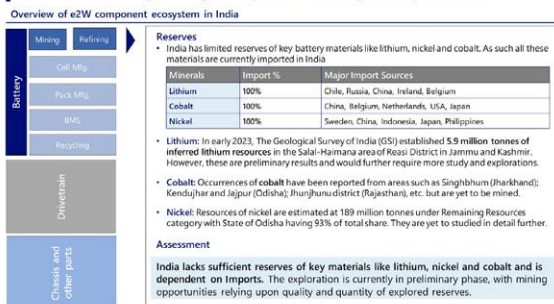 Overview of e2W component ecosystem in India
Battery
Mining
Refining
Cell Mfg.
Pack Mfg.
BMS
Recycling
Drivetrain
Chassis and
other parts
Reserves
• India has limited reserves of key battery materials like lithium, nickel and cobalt. As such all these
materials are currently imported in India
Minerals Import % Major Import Sources
Lithium 100% Chile, Russia, China, Ireland, Belgium
Cobalt 100% China, Belgium, Netherlands, USA, Japan
Nickel 100% Sweden, China, Indonesia, Japan, Philippines
• Lithium: In early 2023, The Geological Survey of India (GSI) established 5.9 million tonnes of
inferred lithium resources in the Salal-Haimana area of Reasi District in Jammu and Kashmir.
However, these are preliminary results and would further require more study and explorations.
• Cobalt: Occurrences of cobalt have been reported from areas such as Singhbhum (Jharkhand);
Kendujhar and Jajpur (Odisha); Jhunjhunu district (Rajasthan), etc. but are yet to be mined.
• Nickel: Resources of nickel are estimated at 189 million tonnes under Remaining Resources
category with State of Odisha having 93% of total share. They are yet to studied in detail further.
Assessment
India lacks sufficient reserves of key materials like lithium, nickel and cobalt and is
dependent on Imports. The exploration is currently in preliminary phase, with mining
opportunities relying upon quality and quantity of explored reserves.